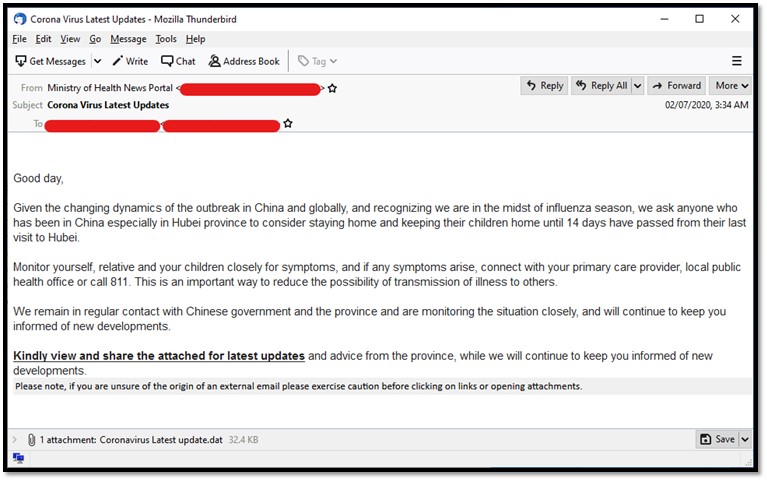 Corona Virus Latest Updates - Mozilla Thunderbird
File Edit View Go Message Tools Help
Get Messages Write Chat Address Book Tag
From Ministry of Health News Portal < > Reply Reply All Forward More
Subject Corona Virus Latest Updates 02/07/2020, 3:34 AM
To <
Good day,
Given the changing dynamics of the outbreak in China and globally, and recognizing we are in the midst of influenza season, we ask anyone who
has been in China especially in Hubei province to consider staying home and keeping their children home until 14 days have passed from their last
visit to Hubei.
Monitor yourself, relative and your children closely for symptoms, and if any symptoms arise, connect with your primary care provider, local public
health office or call 811. This is an important way to reduce the possibility of transmission of illness to others.
We remain in regular contact with Chinese government and the province and are monitoring the situation closely, and will continue to keep you
informed of new developments.
Kindly view and share the attached for latest updates and advice from the province, while we will continue to keep you informed of new
developments.
Please note, if you are unsure of the origin of an external email please exercise caution before clicking on links or opening attachments.
1 attachment: Coronavirus Latest update.dat 32.4 KB Save